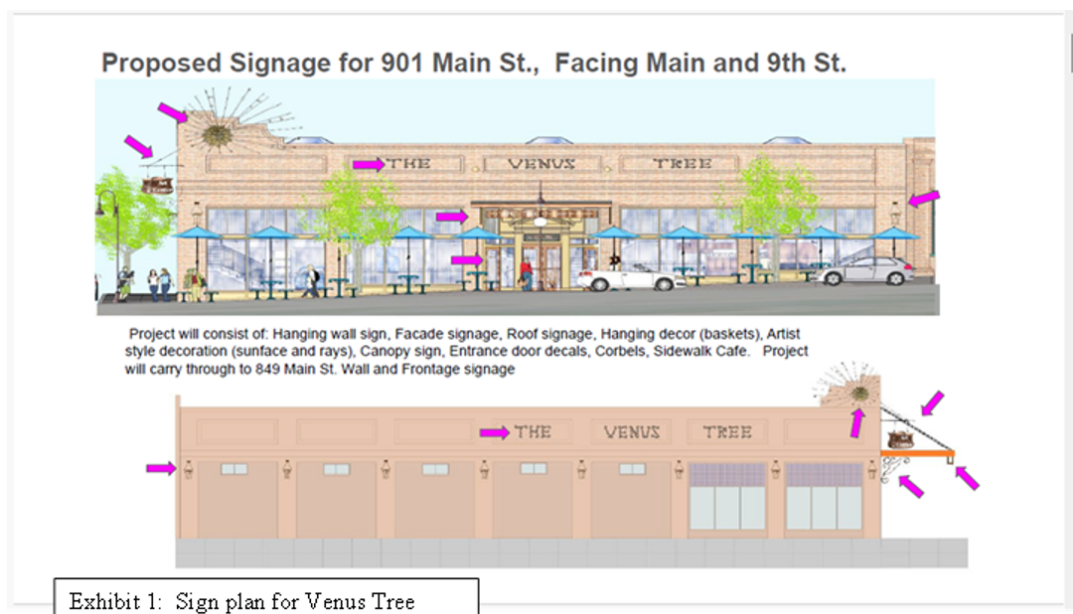 Proposed Signage for 901 Main St., Facing Main and 9th St.
THE VENUS TREE
Project will consist of: Hanging wall sign, Facade signage, Roof signage, Hanging decor (baskets), Artist
style decoration (sunface and rays), Canopy sign, Entrance door decals, Corbels, Sidewalk Cafe. Project
will carry through to 849 Main St. Wall and Frontage signage
THE VENUS TREE
Exhibit 1: Sign plan for Venus Tree